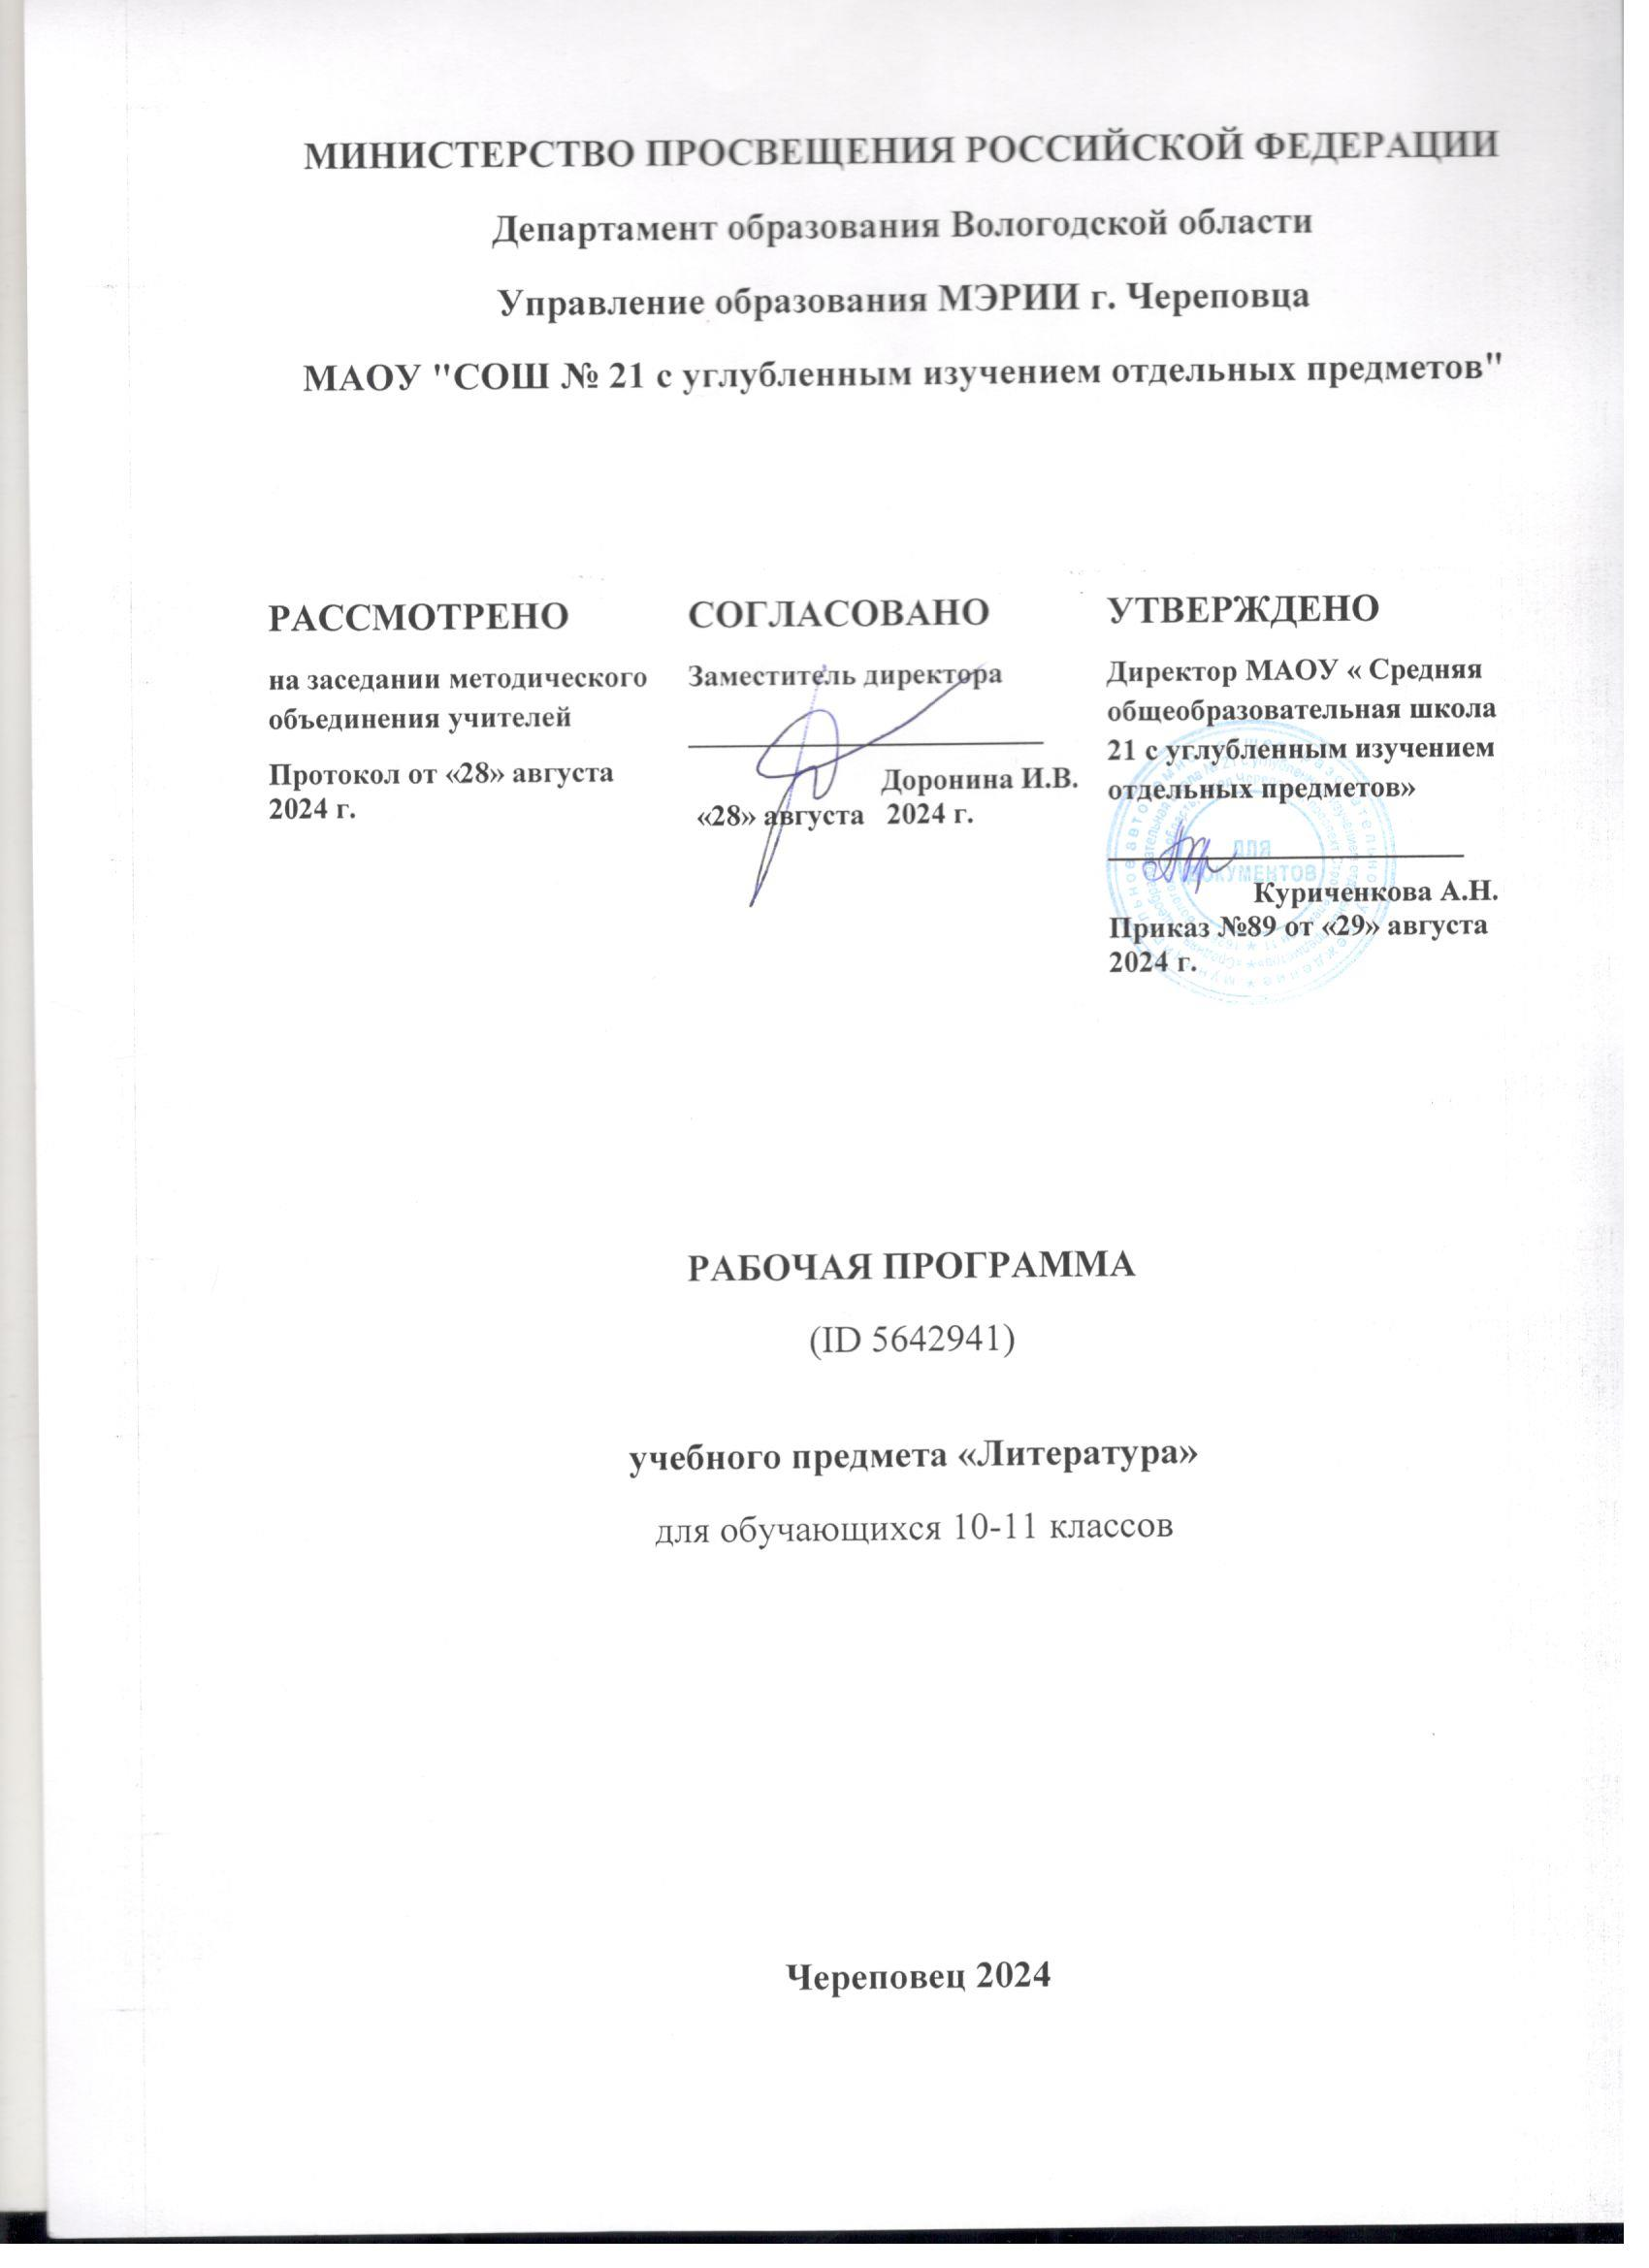 МИНИСТЕРСТВО ПРОСВЕЩЕНИЯ РОССИЙСКОЙ ФЕДЕРАЦИИ
Департамент образования Вологодской области
Управление образования МЭРИИ г. Череповца
МАОУ "СОШ № 21 с углубленным изучением отдельных предметов"
РАССМОТРЕНО
на заседании методического
объединения учителей
Протокол от «28» августа
2024 г.
СОГЛАСОВАНО
Заместитель директора
Доронина И.В.
«28» августа 2024 г.
УТВЕРЖДЕНО
Директор МАОУ « Средняя
общеобразовательная школа
21 с углубленным изучением
отдельных предметов»
ДЛЯ
ДОКУМЕНТОВ
Куриченкова А.Н.
Приказ №89 от «29» августа
2024 г.
РАБОЧАЯ ПРОГРАММА
(ID 5642941)
учебного предмета «Литература»
для обучающихся 10-11 классов
Череповец 2024